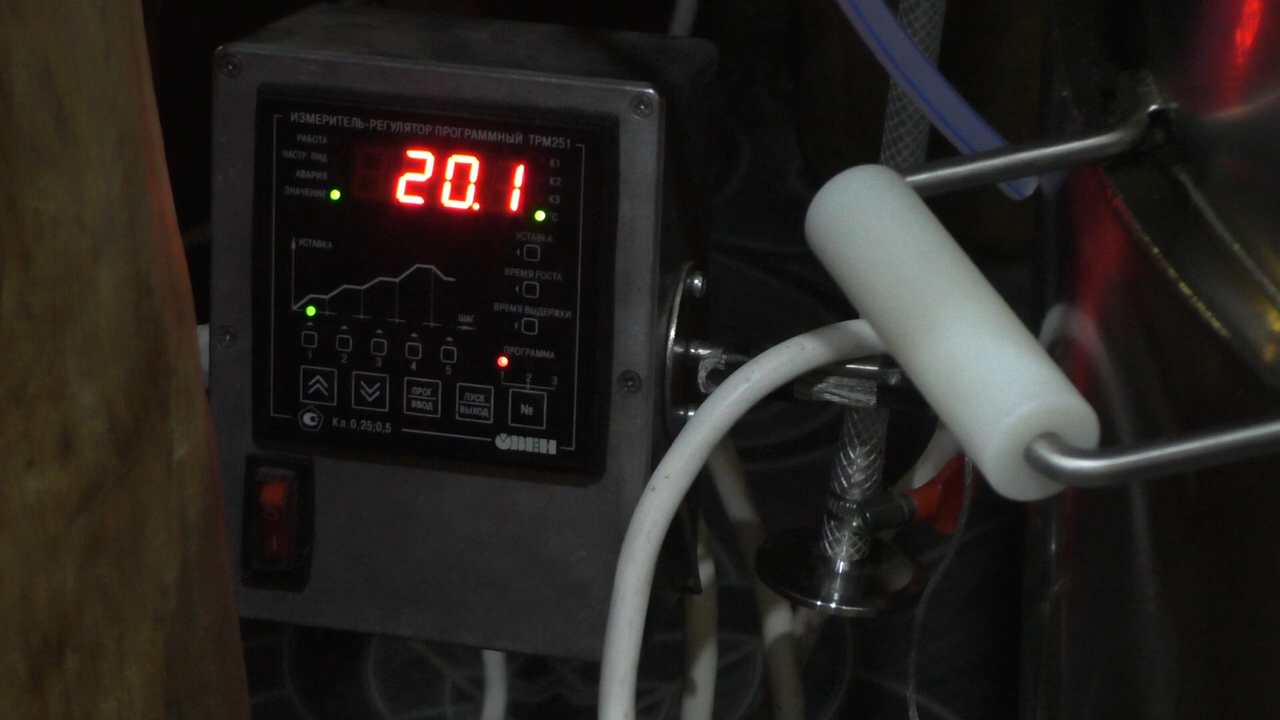 ИЗМЕРИТЕЛЬ-РЕГУЛЯТОР ПРОГРАММНЫЙ ТРМ251
РАБОТА
НАСТР. ПИД
АВАРИЯ
ЗНАЧЕНИЕ
20.1
К1
К2
К3
°С
УСТАВКА
УСТАВКА
ВРЕМЯ РОСТА
ВРЕМЯ ВЫДЕРЖКИ
ШАГ
1 2 3 4 5
ПРОГРАММА
2 3
ПРОГ ВВОД
ПУСК ВЫХОД
№
Кл.0,25;0,5
ОВЕН